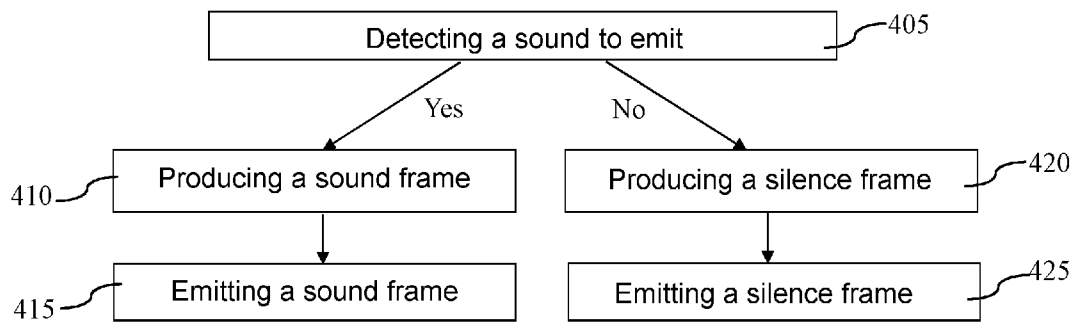 Detecting a sound to emit
405
Yes
No
410
Producing a sound frame
Producing a silence frame
420
415
Emitting a sound frame
Emitting a silence frame
425